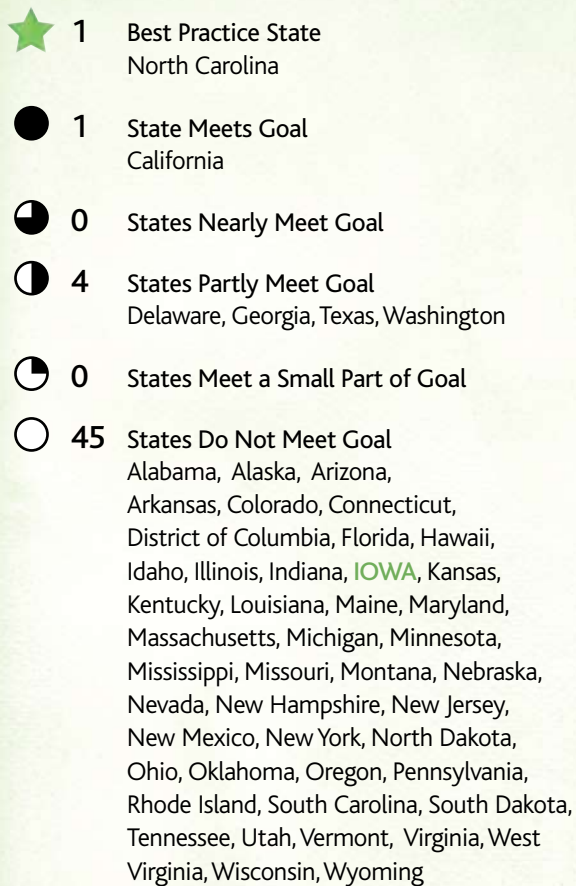 1 Best Practice State
North Carolina
1 State Meets Goal
California
0 States Nearly Meet Goal
4 States Partly Meet Goal
Delaware, Georgia, Texas, Washington
0 States Meet a Small Part of Goal
45 States Do Not Meet Goal
Alabama, Alaska, Arizona,
Arkansas, Colorado, Connecticut,
District of Columbia, Florida, Hawaii,
Idaho, Illinois, Indiana, IOWA, Kansas,
Kentucky, Louisiana, Maine, Maryland,
Massachusetts, Michigan, Minnesota,
Mississippi, Missouri, Montana, Nebraska,
Nevada, New Hampshire, New Jersey,
New Mexico, New York, North Dakota,
Ohio, Oklahoma, Oregon, Pennsylvania,
Rhode Island, South Carolina, South Dakota,
Tennessee, Utah, Vermont, Virginia, West
Virginia, Wisconsin, Wyoming